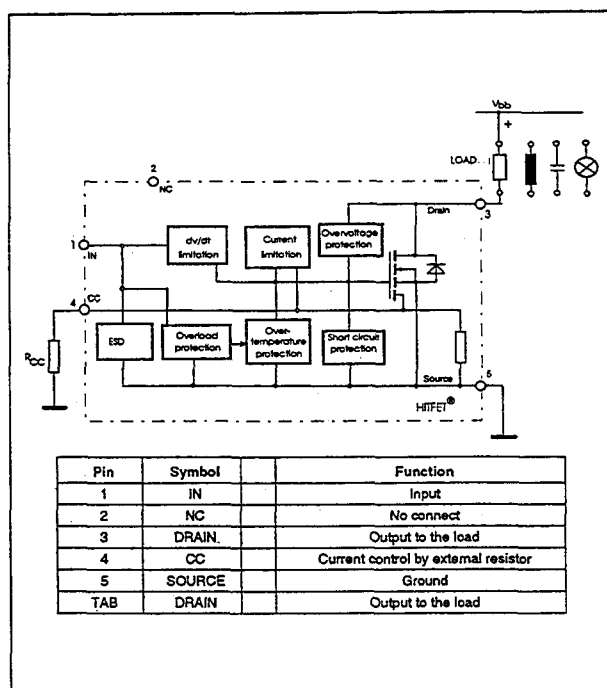 Vbb
+
LOAD
2
NC
Drain
3
1
IN
dv/dt
limitation
Current
limitation
Overvoltage
protection
4
CC
RCC
ESD
Overload
protection
Over-
temperature
protection
Short circuit
protection
Source
5
HITFET®
Pin Symbol Function
1 IN Input
2 NC No connect
3 DRAIN. Output to the load
4 CC Current control by external resistor
5 SOURCE Ground
TAB DRAIN Output to the load